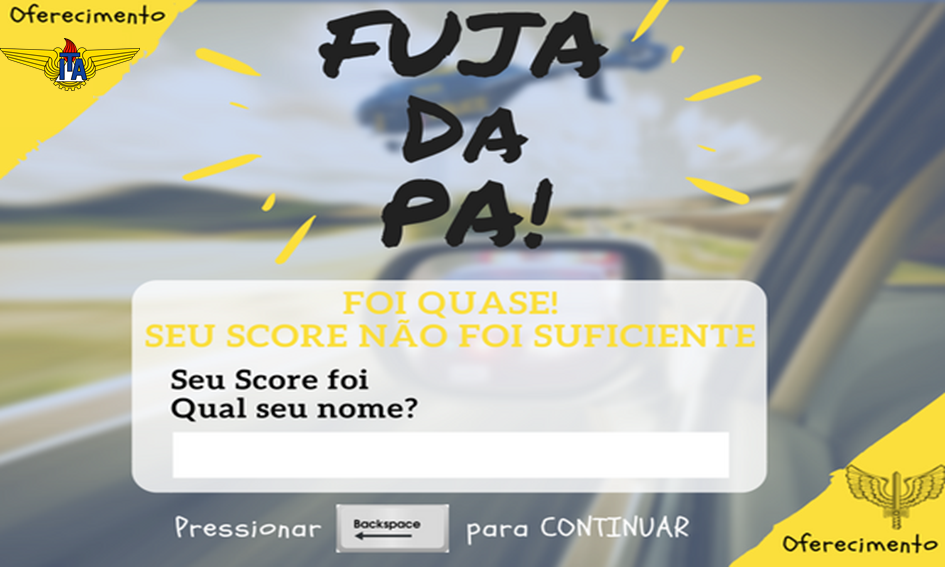 Oferecimento
ITA
FUJA
DA
PA!
FOI QUASE!
SEU SCORE NÃO FOI SUFICIENTE
Seu Score foi
Qual seu nome?
Pressionar Backspace para CONTINUAR
Oferecimento